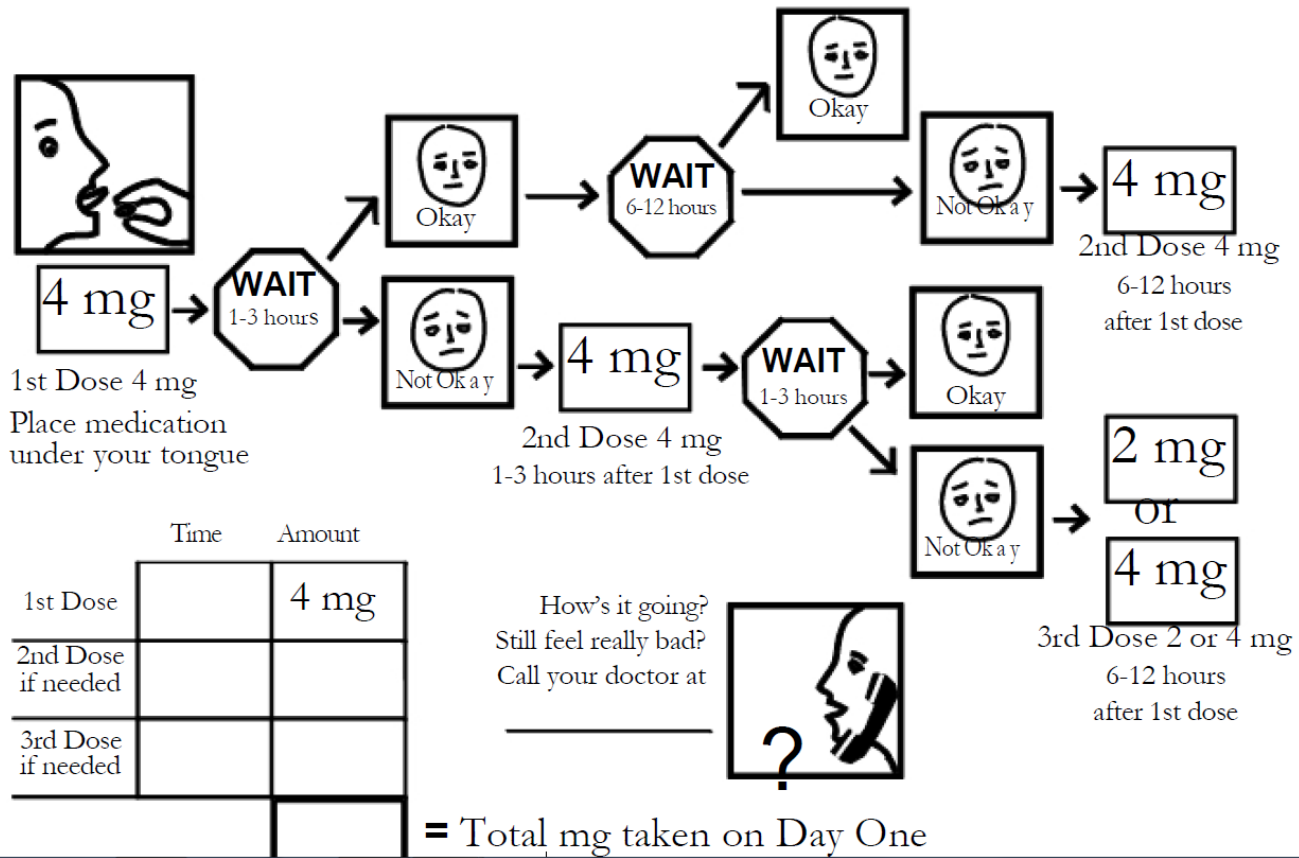 4 mg
1st Dose 4 mg
Place medication
under your tongue
WAIT
1-3 hours
Okay
WAIT
6-12 hours
Okay
Not Okay
4 mg
2nd Dose 4 mg
6-12 hours
after 1st dose
Not Okay
4 mg
2nd Dose 4 mg
1-3 hours after 1st dose
WAIT
1-3 hours
Okay
Not Okay
2 mg
or
4 mg
3rd Dose 2 or 4 mg
6-12 hours
after 1st dose
Time Amount
1st Dose 4 mg
2nd Dose
if needed
3rd Dose
if needed
= Total mg taken on Day One
How's it going?
Still feel really bad?
Call your doctor at
?